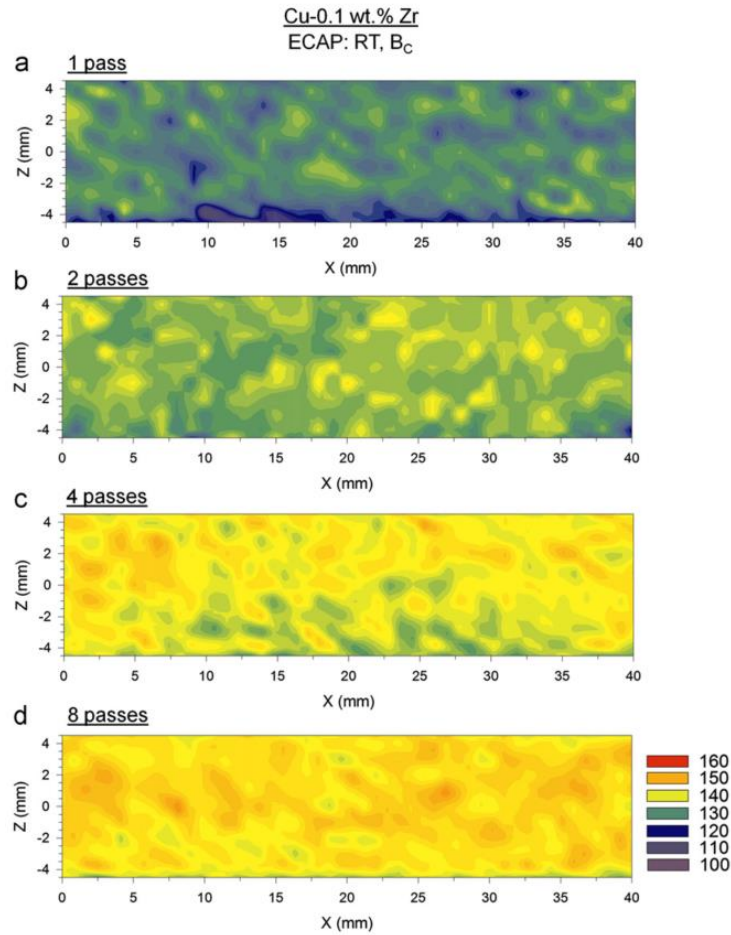 Cu-0.1 wt.% Zr
ECAP: RT, B_C
a 1 pass
4
2
0
-2
-4
Z (mm)
0 5 10 15 20 25 30 35 40
X (mm)
b 2 passes
4
2
0
-2
-4
Z (mm)
0 5 10 15 20 25 30 35 40
X (mm)
c 4 passes
4
2
0
-2
-4
Z (mm)
0 5 10 15 20 25 30 35 40
X (mm)
d 8 passes
4
2
0
-2
-4
Z (mm)
0 5 10 15 20 25 30 35 40
X (mm)
160
150
140
130
120
110
100